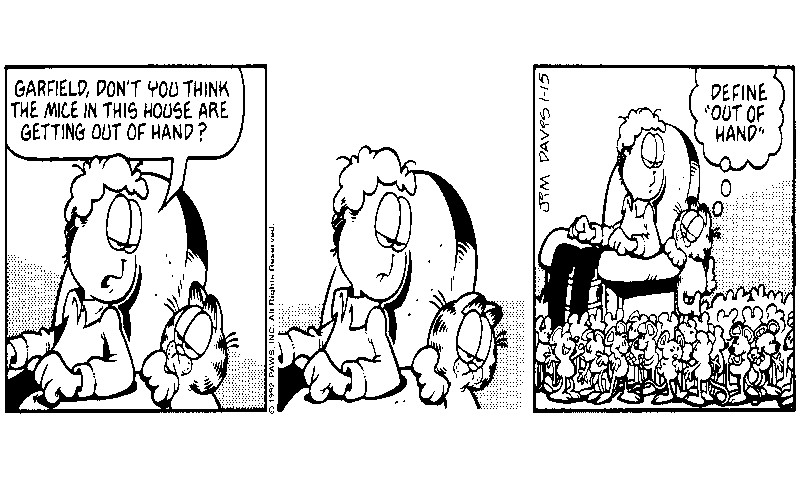 GARFIELD, DON'T YOU THINK
THE MICE IN THIS HOUSE ARE
GETTING OUT OF HAND?
© 1992 PAWS, INC. All Rights Reserved.
JIM DAVIS 1-15
DEFINE
"OUT OF
HAND"